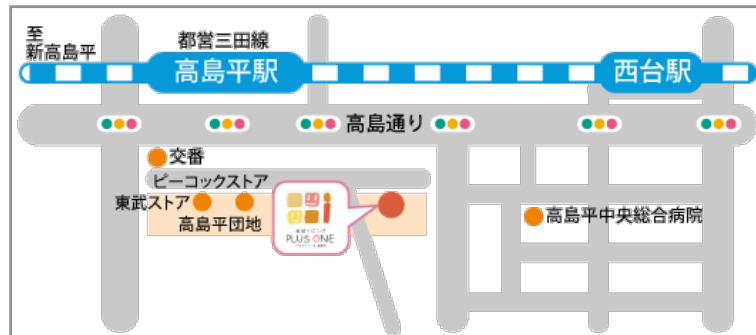 至
新高島平
都営三田線
高島平駅
西台駅
高島通り
交番
ピーコックストア
東武ストア
高島平団地
PLUS ONE
高島平中央総合病院